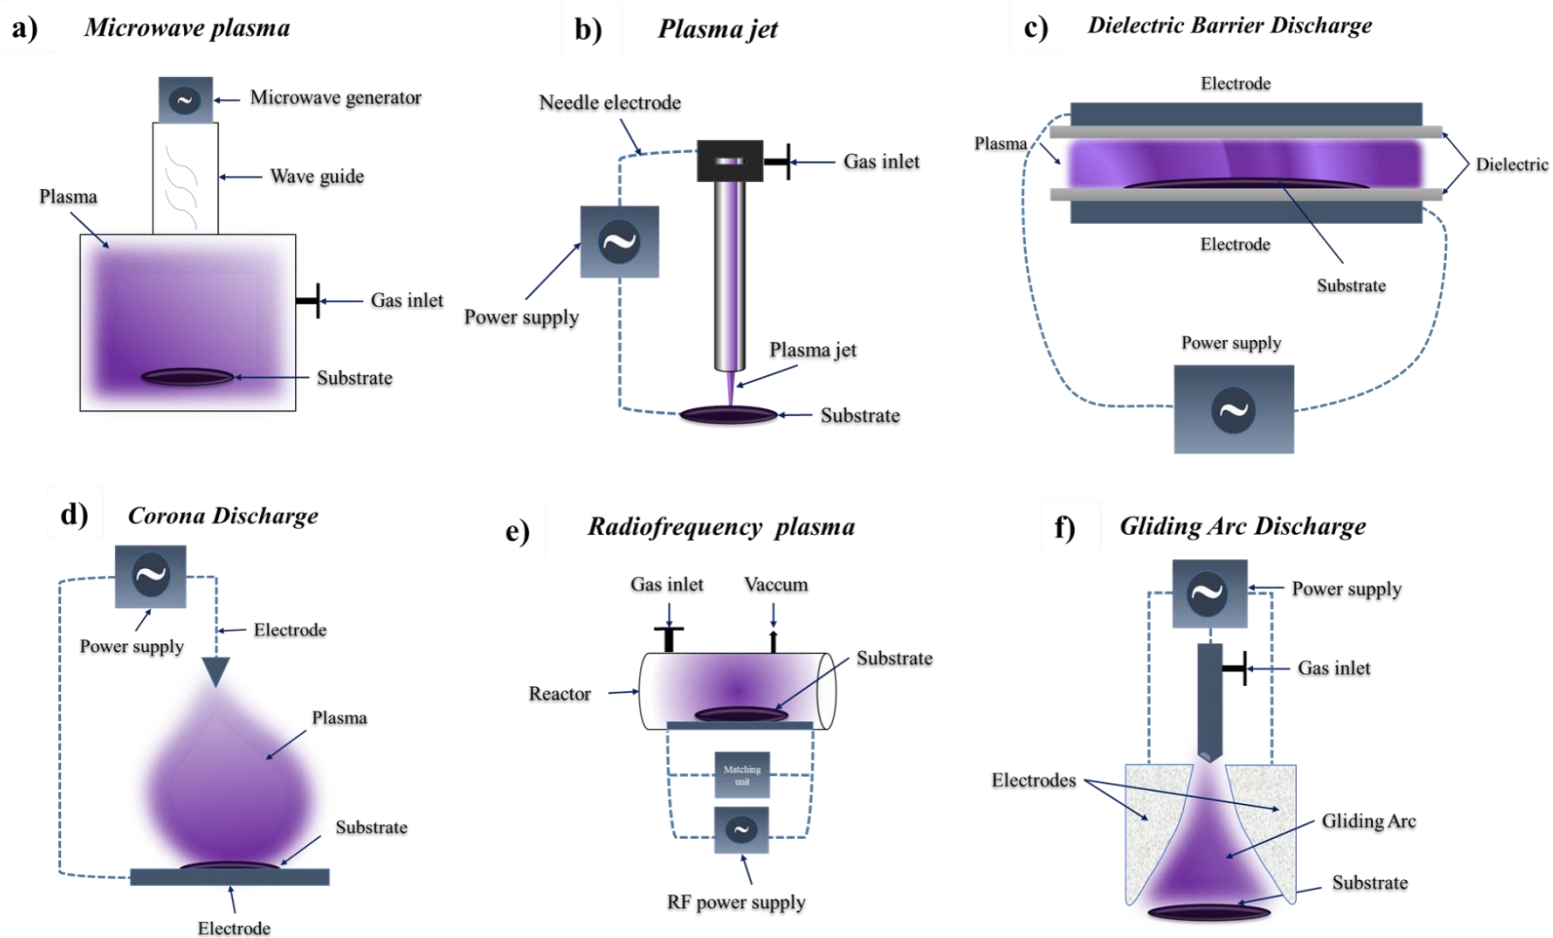 a) Microwave plasma
Microwave generator
Wave guide
Plasma
Gas inlet
Substrate
b) Plasma jet
Needle electrode
Gas inlet
Power supply
Plasma jet
Substrate
c) Dielectric Barrier Discharge
Electrode
Plasma
Dielectric
Electrode
Substrate
Power supply
d) Corona Discharge
Electrode
Power supply
Plasma
Substrate
Electrode
e) Radiofrequency plasma
Gas inlet
Vaccum
Substrate
Reactor
Matching
unit
RF power supply
f) Gliding Arc Discharge
Power supply
Gas inlet
Electrodes
Gliding Arc
Substrate